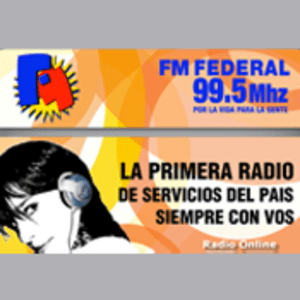 FM FEDERAL
99.5Mhz
POR LA VIDA PARA LA GENTE
LA PRIMERA RADIO
DE SERVICIOS DEL PAIS
SIEMPRE CON VOS
Radio Online